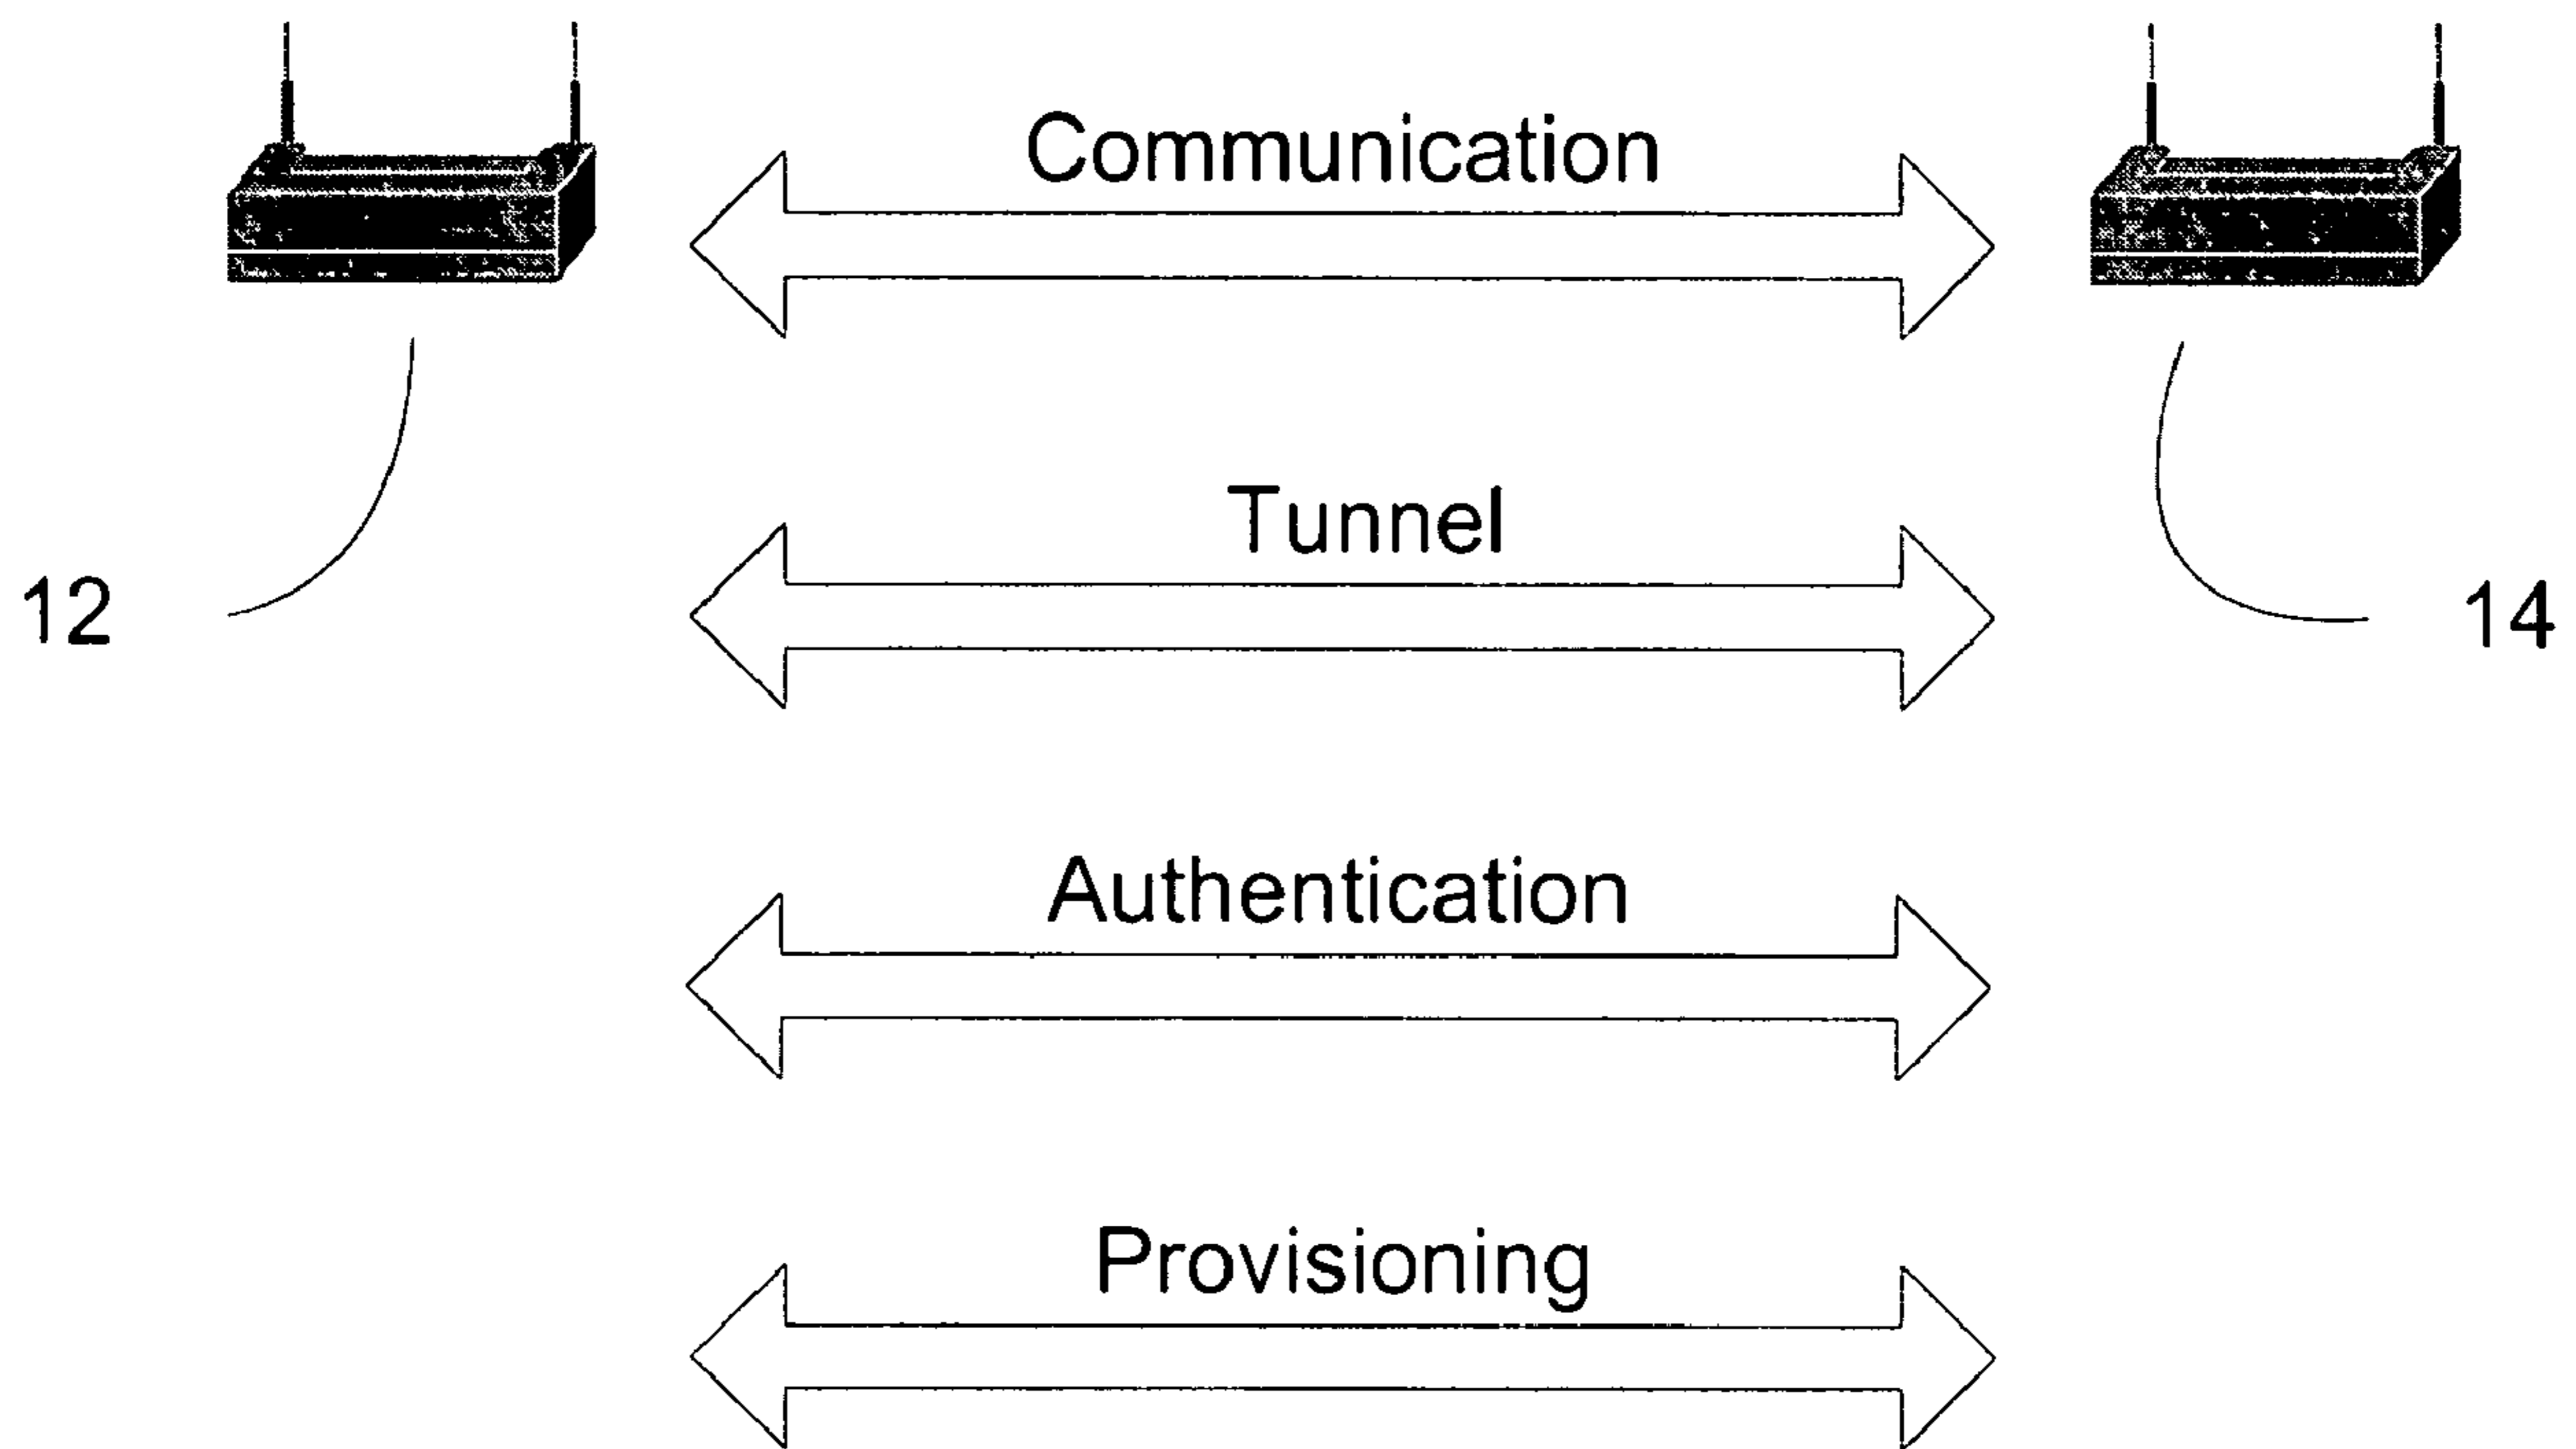 Communication
Tunnel
12
14
Authentication
Provisioning